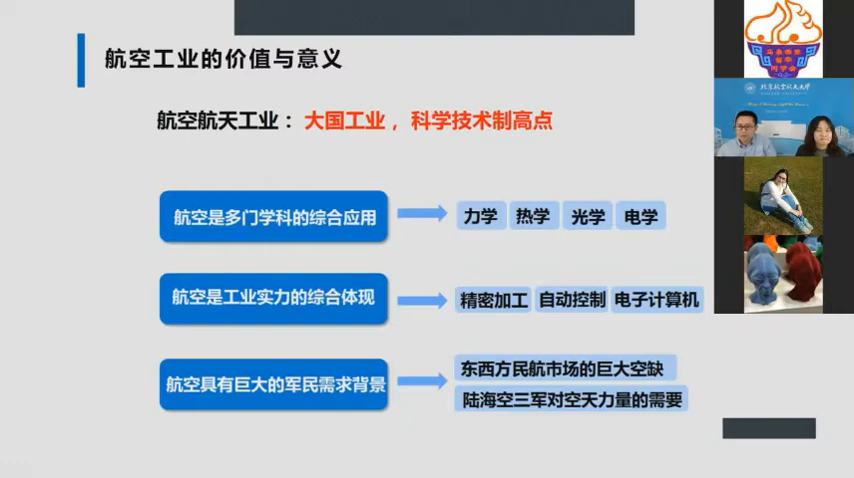 航空工业的价值与意义
航空航天工业：大国工业，科学技术制高点
航空是多门学科的综合应用
力学 热学 光学 电学
航空是工业实力的综合体现
精密加工 自动控制 电子计算机
航空具有巨大的军民需求背景
东西方民航市场的巨大空缺
陆海空三军对空天力量的需要
北京航空航天大学